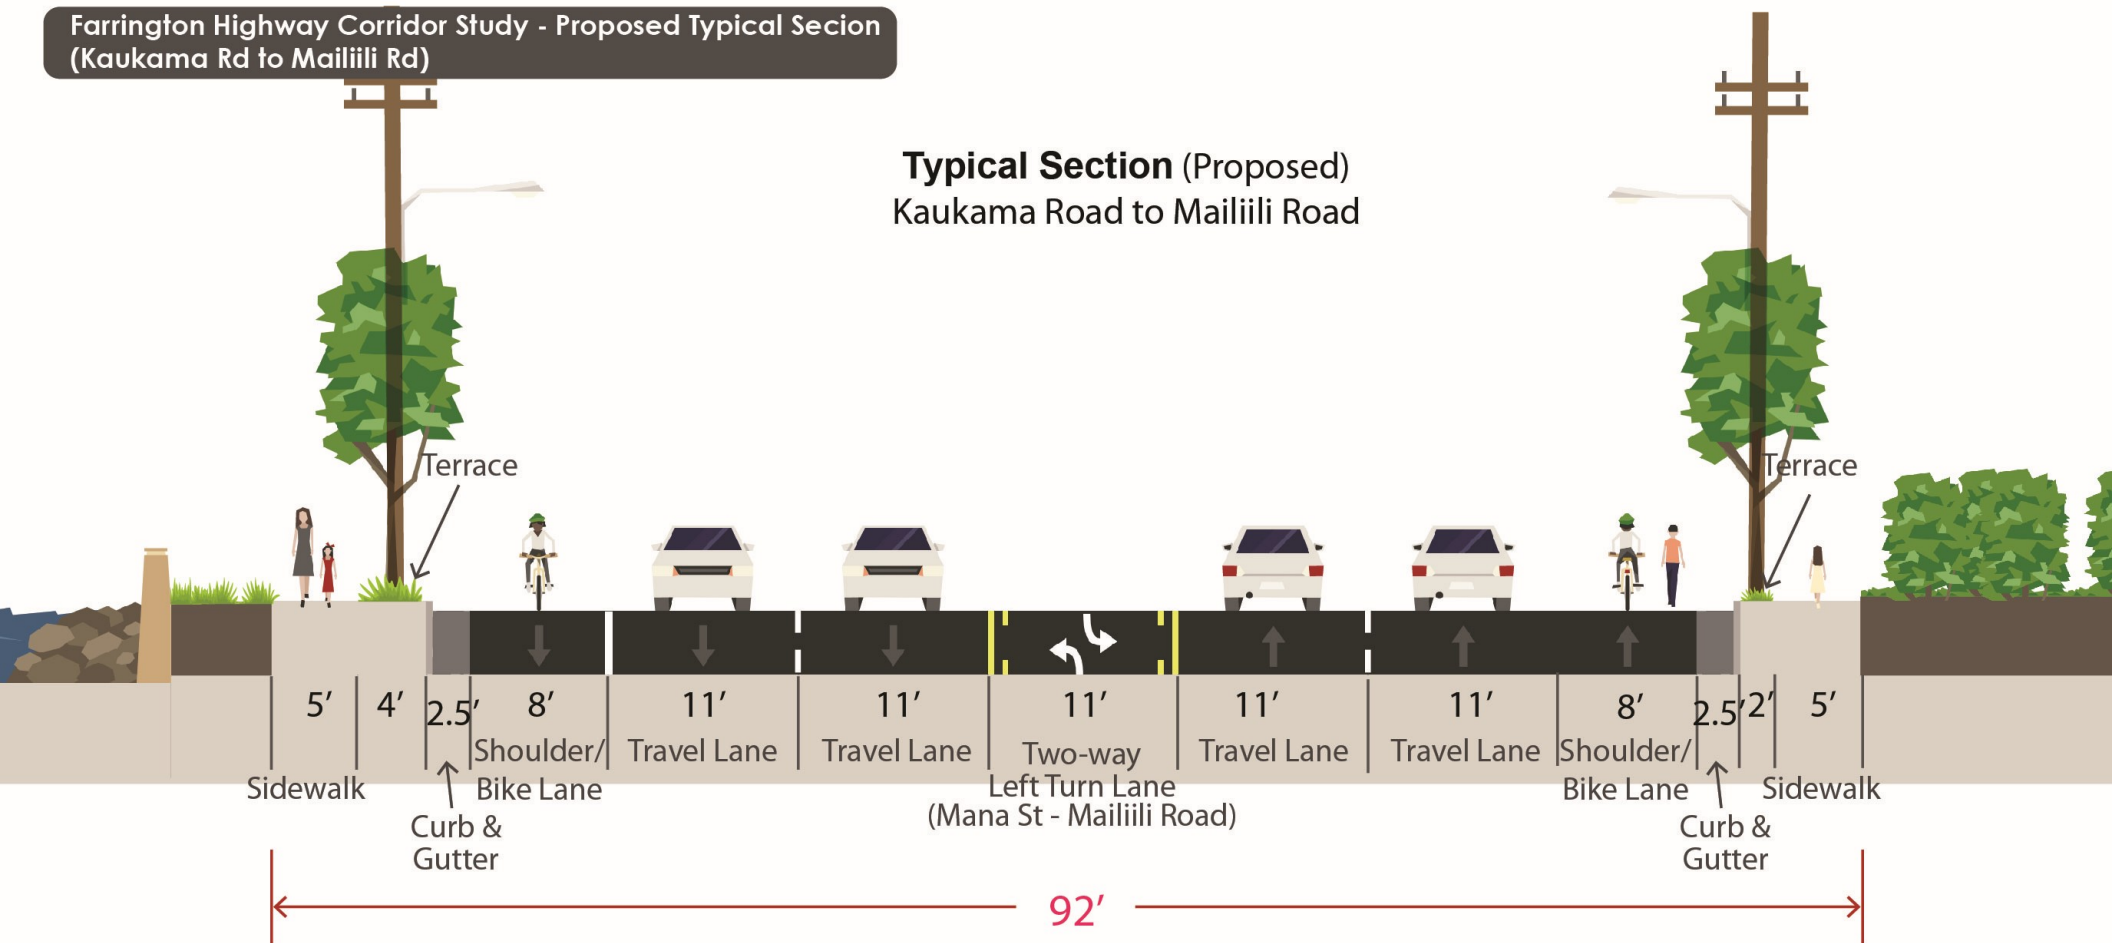 Farrington Highway Corridor Study - Proposed Typical Secion
(Kaukama Rd to Mailiili Rd)
Typical Section (Proposed)
Kaukama Road to Mailiili Road
Terrace
Terrace
5′ 4′ 2.5′ 8′ 11′ 11′ 11′ 11′ 11′ 8′ 2.5′ 2′ 5′
Sidewalk
Curb &
Gutter
Shoulder/
Bike Lane
Travel Lane
Travel Lane
Two-way
Left Turn Lane
(Mana St - Mailiili Road)
Travel Lane
Travel Lane
Shoulder/
Bike Lane
Curb &
Gutter
Sidewalk
92′